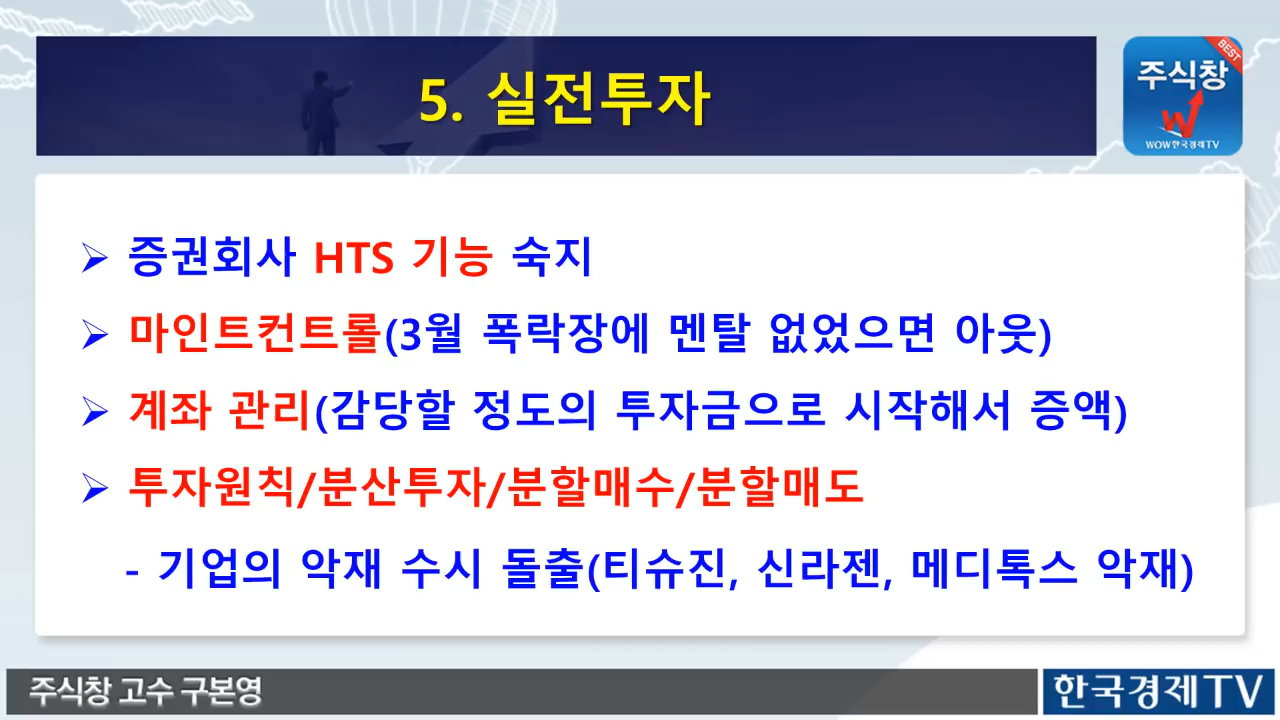 5. 실전투자
BEST
주식창
W
WOW한국경제TV
➢ 증권회사 HTS 기능 숙지
➢ 마인트컨트롤(3월 폭락장에 멘탈 없었으면 아웃)
➢ 계좌 관리(감당할 정도의 투자금으로 시작해서 증액)
➢ 투자원칙/분산투자/분할매수/분할매도
- 기업의 악재 수시 돌출(티슈진, 신라젠, 메디톡스 악재)
주식창 고수 구본영
한국경제TV